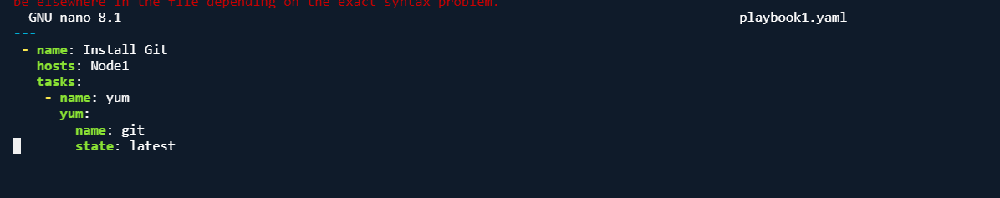 be elsewhere in the file depending on the exact syntax problem.
GNU nano 8.1 playbook1.yaml
---
 - name: Install Git
   hosts: Node1
   tasks:
    - name: yum
      yum:
        name: git
        state: latest